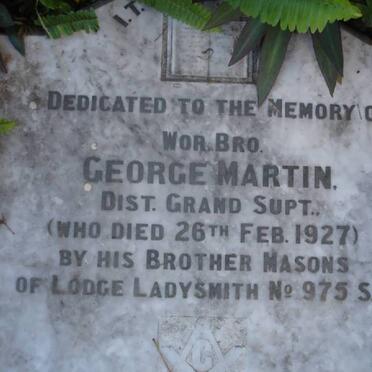 I.T.
DEDICATED TO THE MEMORY O
WOR. BRO.
GEORGE MARTIN,
DIST. GRAND SUPT.,
(WHO DIED 26TH FEB. 1927)
BY HIS BROTHER MASONS
OF LODGE LADYSMITH Nº 975 S
G